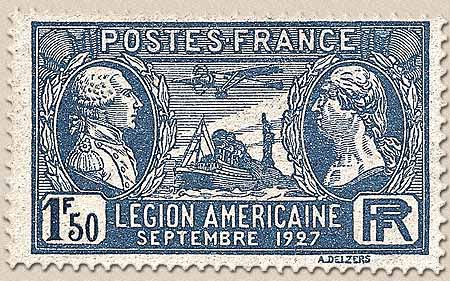 POSTES-FRANCE
1F50
LEGION AMERICAINE
SEPTEMBRE 1927
RF
A. DELZERS